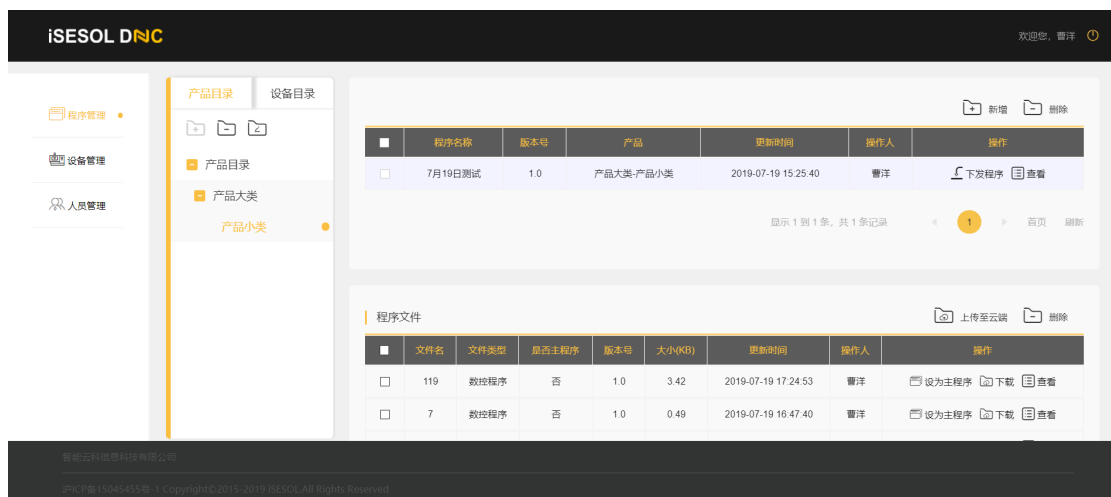 iSESOL DNC
欢迎您, 曹洋
程序管理
设备管理
人员管理
产品目录 设备目录
产品目录
产品大类
产品小类
新增 删除
程序名称 版本号 产品 更新时间 操作人 操作
7月19日测试 1.0 产品大类-产品小类 2019-07-19 15:25:40 曹洋 下发程序 查看
显示 1 到 1 条, 共 1 条记录 1 首页 刷新
程序文件 上传至云端 删除
文件名 文件类型 是否主程序 版本号 大小(KB) 更新时间 操作人 操作
119 数控程序 否 1.0 3.42 2019-07-19 17:24:53 曹洋 设为主程序 下载 查看
7 数控程序 否 1.0 0.49 2019-07-19 16:47:40 曹洋 设为主程序 下载 查看
智能云科信息科技有限公司
沪ICP备15045455号-1 Copyright©2015-2019 iSESOL.All Rights Reserved